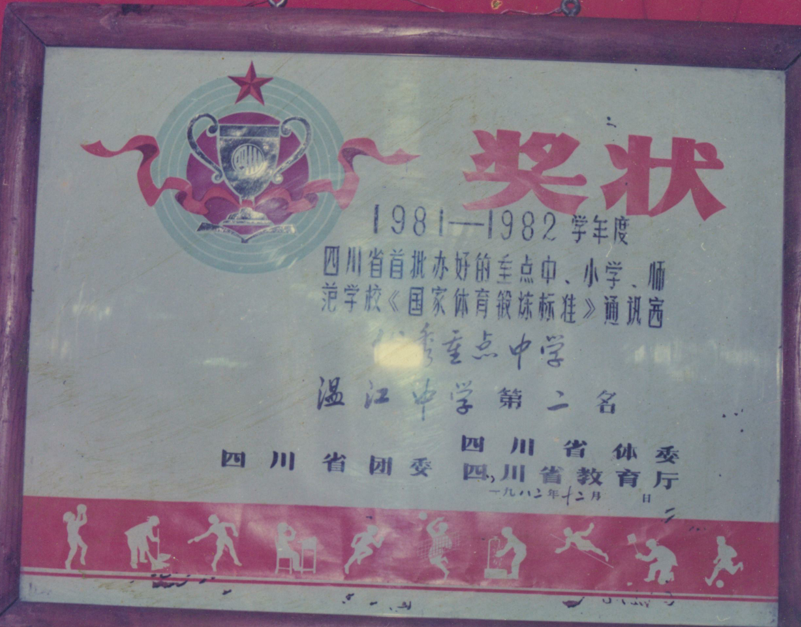 奖状
1981—1982 学年度
四川省首批办好的重点中、小学、师
范学校《国家体育锻炼标准》通讯赛
秀重点中学
温江中学 第二名
四川省体委
四川省团委 四川省教育厅
一九八二年十二月 日